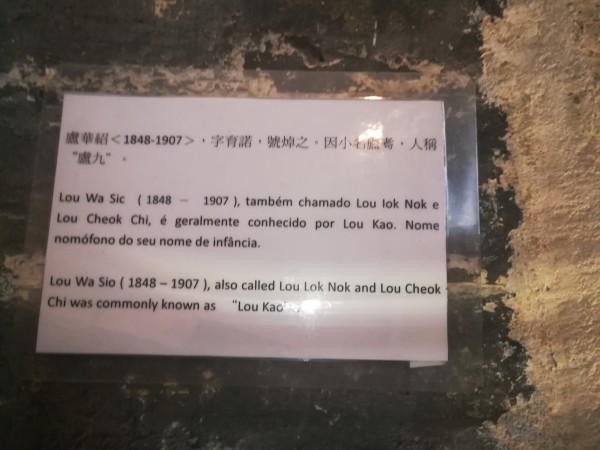 盧華紹＜1848-1907＞，字育諾，號焯之。因小名盧耉，人稱
“盧九”。
Lou Wa Sic ( 1848 – 1907 ), também chamado Lou Iok Nok e
Lou Cheok Chi, é geralmente conhecido por Lou Kao. Nome
nomófono do seu nome de infância.
Lou Wa Sio ( 1848 – 1907 ), also called Lou Lok Nok and Lou Cheok
Chi was commonly known as “Lou Kao”.